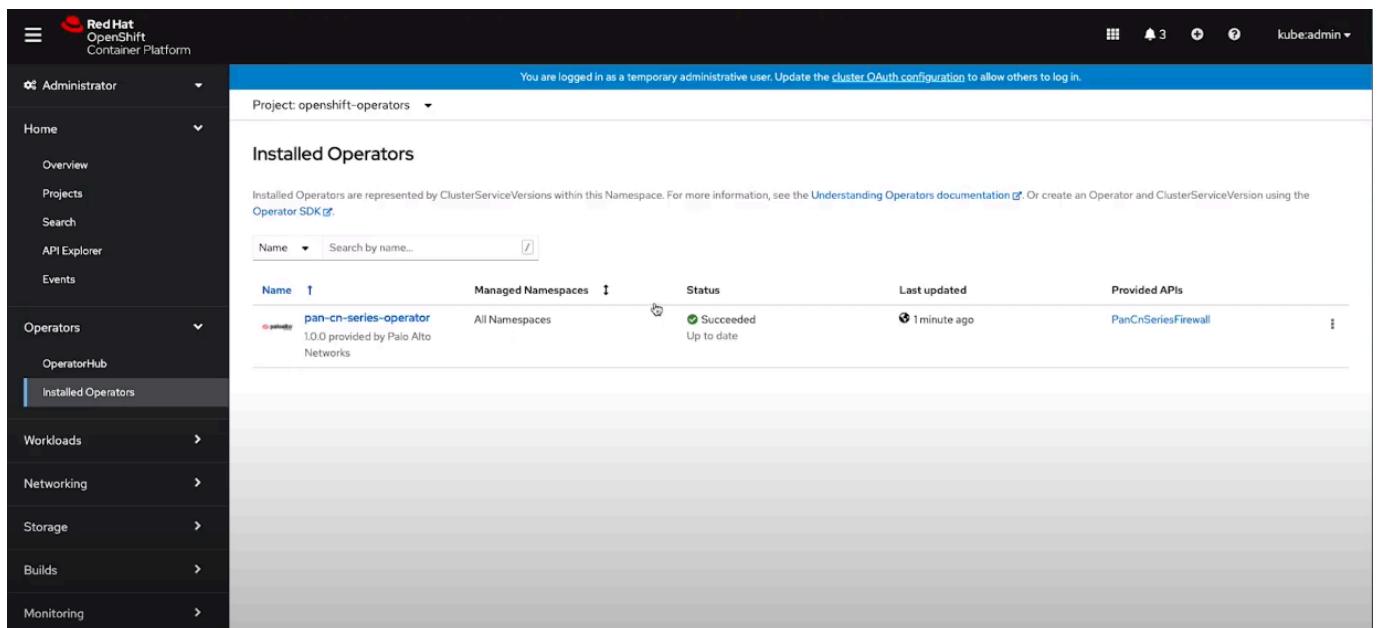 Red Hat
OpenShift
Container Platform
3
kube:admin
Administrator
You are logged in as a temporary administrative user. Update the cluster OAuth configuration to allow others to log in.
Project: openshift-operators
Home
Overview
Projects
Search
API Explorer
Events
Operators
OperatorHub
Installed Operators
Workloads
Networking
Storage
Builds
Monitoring
Installed Operators
Installed Operators are represented by ClusterServiceVersions within this Namespace. For more information, see the Understanding Operators documentation. Or create an Operator and ClusterServiceVersion using the
Operator SDK.
Name Search by name... /
Name Managed Namespaces Status Last updated Provided APIs
paloalto pan-cn-series-operator All Namespaces Succeeded 1 minute ago PanCnSeriesFirewall
1.0.0 provided by Palo Alto Up to date
Networks